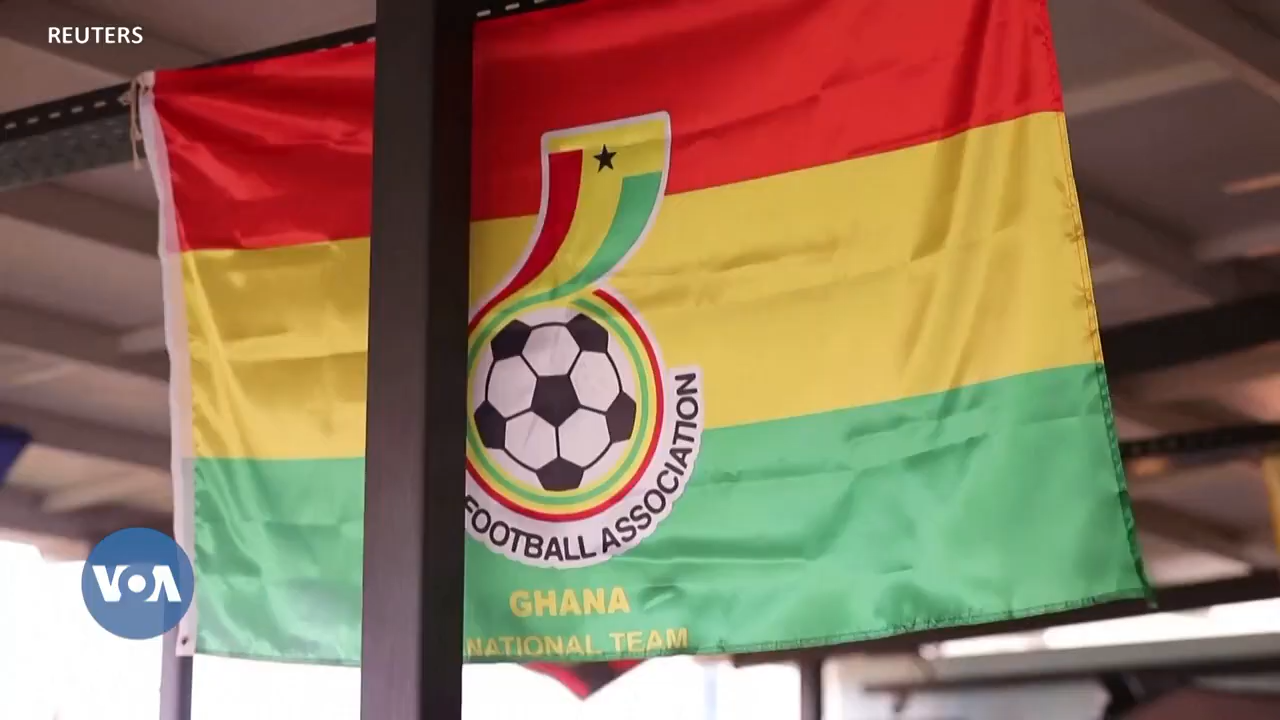 REUTERS
FOOTBALL ASSOCIATION
GHANA
NATIONAL TEAM
VOA